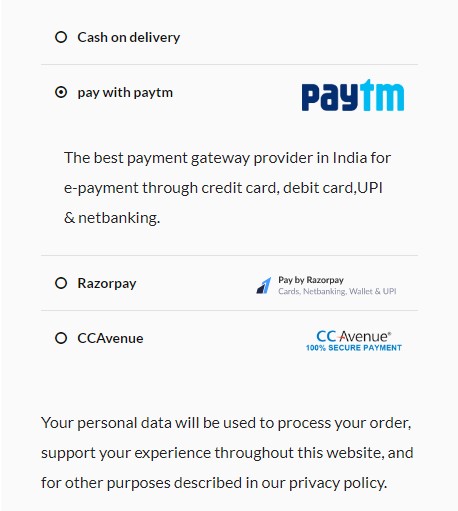 Cash on delivery
pay with paytm
paytm
The best payment gateway provider in India for
e-payment through credit card, debit card,UPI
& netbanking.
Razorpay
Pay by Razorpay
Cards, Netbanking, Wallet & UPI
CCAvenue
CCAvenue®
100% SECURE PAYMENT
Your personal data will be used to process your order,
support your experience throughout this website, and
for other purposes described in our privacy policy.